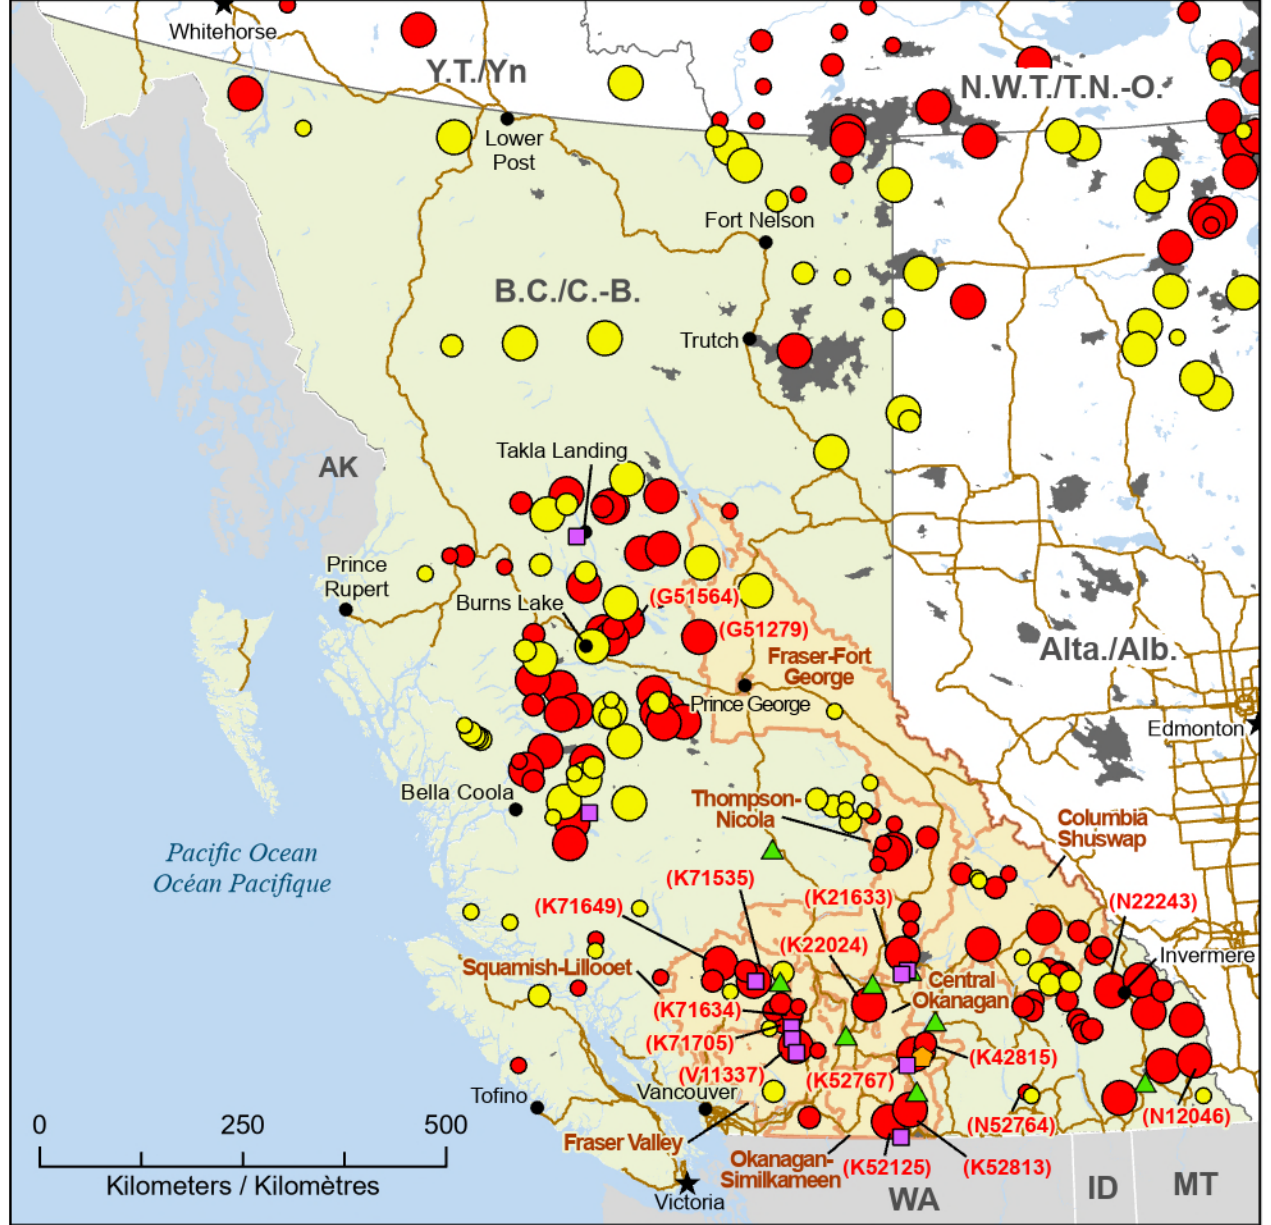 Whitehorse
Y.T./Yn
N.W.T./T.N.-O.
Lower
Post
Fort Nelson
B.C./C.-B.
Trutch
Takla Landing
AK
Prince
Rupert
Burns Lake
(G51564)
(G51279)
Fraser-Fort
George
Alta./Alb.
Prince George
Edmonton
Bella Coola
Thompson-
Nicola
Columbia
Shuswap
Pacific Ocean
Océan Pacifique
(K71535)
(K71649)
(K21633)
(N22243)
(K22024)
Invermere
Squamish-Lillooet
Central
Okanagan
(K71634)
(K71705)
(K42815)
(V11337)
(K52767)
Tofino
Vancouver
(N52764)
(N12046)
0
250
500
Fraser Valley
Okanagan-
Similkameen
(K52125)
(K52813)
Kilometers / Kilomètres
Victoria
WA
ID
MT